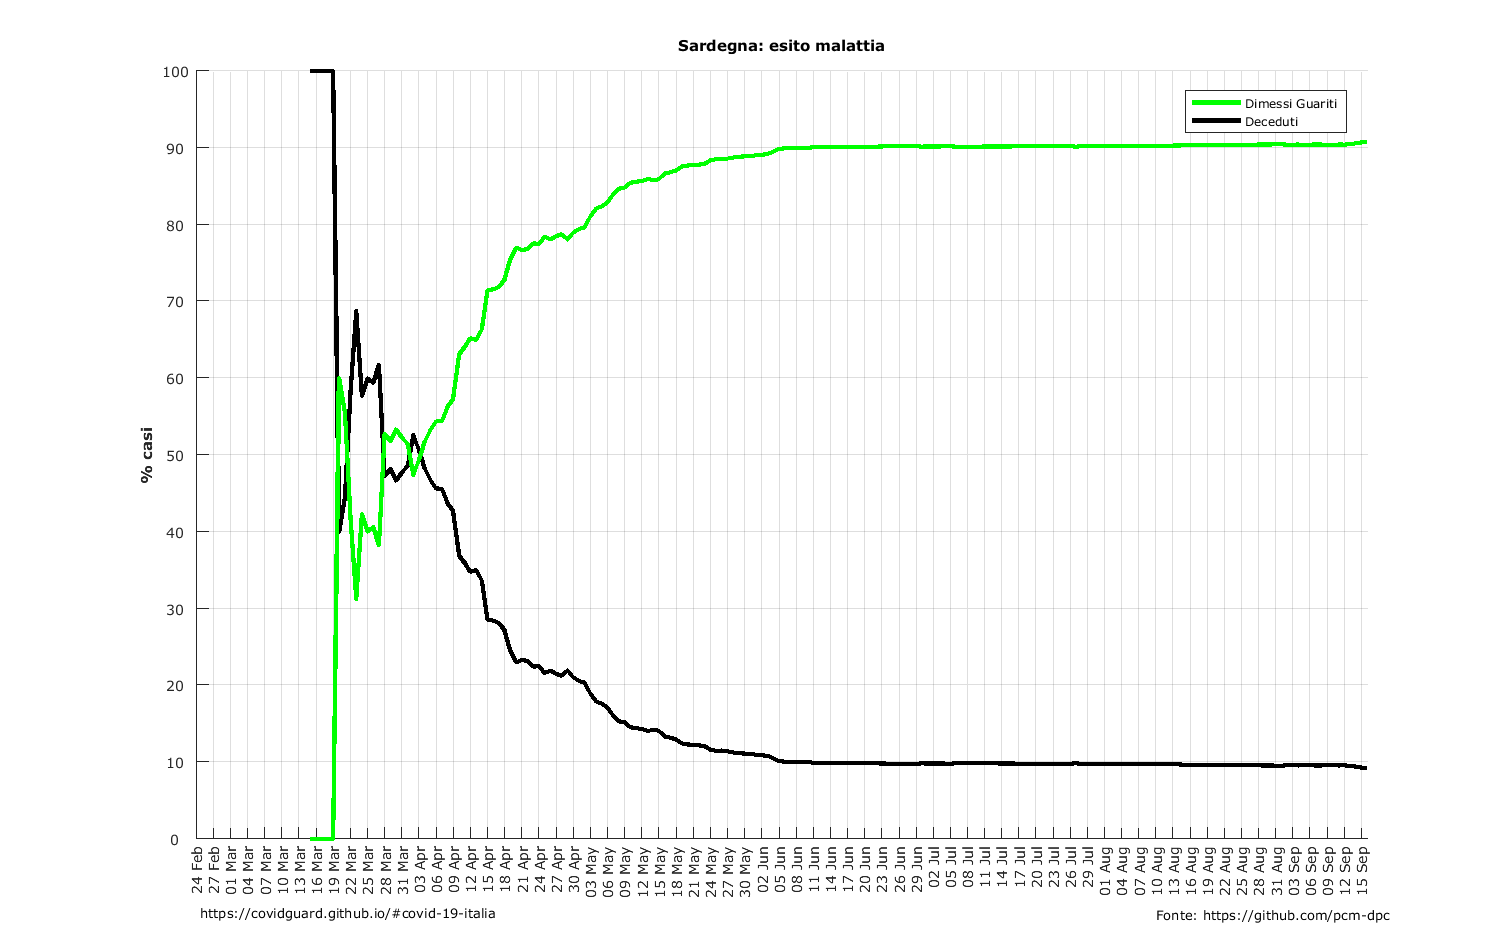 Sardegna: esito malattia
100
90
80
70
60
50
40
30
20
10
0
% casi
Dimessi Guariti
Deceduti
24 Feb
27 Feb
01 Mar
04 Mar
07 Mar
10 Mar
13 Mar
16 Mar
19 Mar
22 Mar
25 Mar
28 Mar
31 Mar
03 Apr
06 Apr
09 Apr
12 Apr
15 Apr
18 Apr
21 Apr
24 Apr
27 Apr
30 Apr
03 May
06 May
09 May
12 May
15 May
18 May
21 May
24 May
27 May
30 May
02 Jun
05 Jun
08 Jun
11 Jun
14 Jun
17 Jun
20 Jun
23 Jun
26 Jun
29 Jun
02 Jul
05 Jul
08 Jul
11 Jul
14 Jul
17 Jul
20 Jul
23 Jul
26 Jul
29 Jul
01 Aug
04 Aug
07 Aug
10 Aug
13 Aug
16 Aug
19 Aug
22 Aug
25 Aug
28 Aug
31 Aug
03 Sep
06 Sep
09 Sep
12 Sep
15 Sep
https://covidguard.github.io/#covid-19-italia
Fonte: https://github.com/pcm-dpc